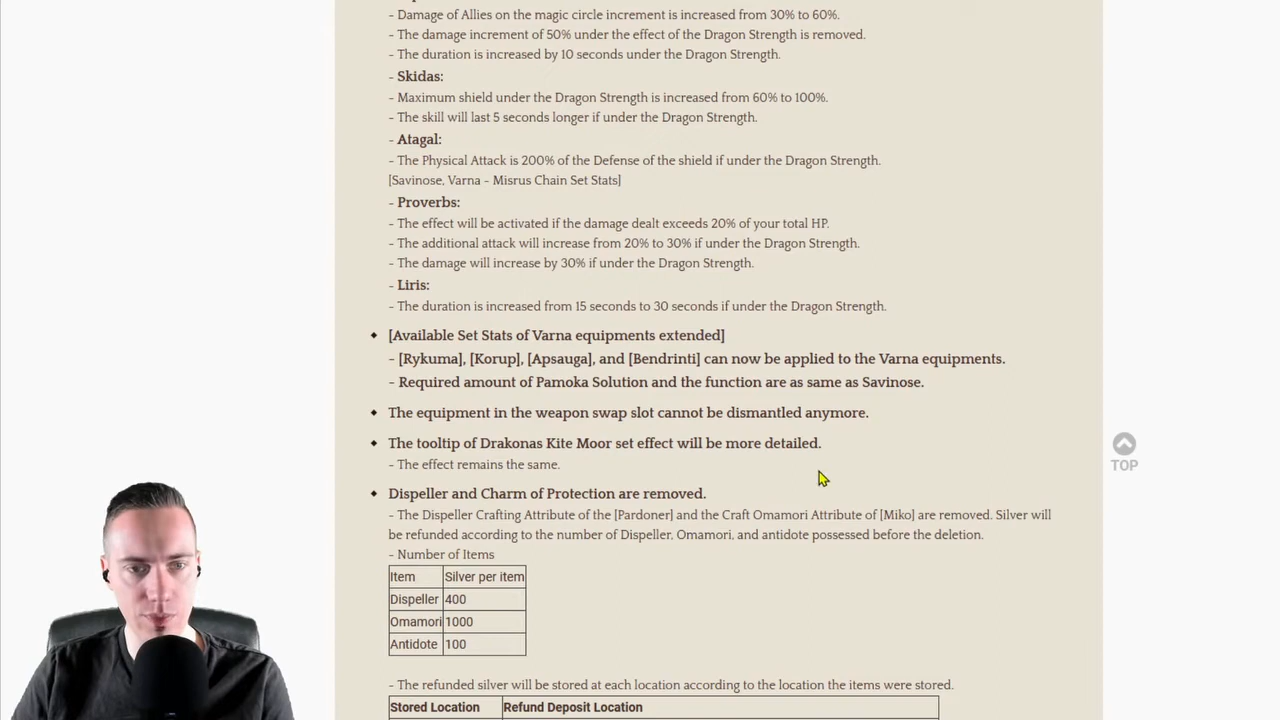 - Damage of Allies on the magic circle increment is increased from 30% to 60%.
- The damage increment of 50% under the effect of the Dragon Strength is removed.
- The duration is increased by 10 seconds under the Dragon Strength.
- Skidas:
- Maximum shield under the Dragon Strength is increased from 60% to 100%.
- The skill will last 5 seconds longer if under the Dragon Strength.
- Atagal:
- The Physical Attack is 200% of the Defense of the shield if under the Dragon Strength.
[Savinose, Varna - Misrus Chain Set Stats]
- Proverbs:
- The effect will be activated if the damage dealt exceeds 20% of your total HP.
- The additional attack will increase from 20% to 30% if under the Dragon Strength.
- The damage will increase by 30% if under the Dragon Strength.
- Liris:
- The duration is increased from 15 seconds to 30 seconds if under the Dragon Strength.
[Available Set Stats of Varna equipments extended]
- [Rykuma], [Korup], [Apsauga], and [Bendrinti] can now be applied to the Varna equipments.
- Required amount of Pamoka Solution and the function are as same as Savinose.
The equipment in the weapon swap slot cannot be dismantled anymore.
The tooltip of Drakonas Kite Moor set effect will be more detailed.
- The effect remains the same.
TOP
Dispeller and Charm of Protection are removed.
- The Dispeller Crafting Attribute of the [Pardoner] and the Craft Omamori Attribute of [Miko] are removed. Silver will
be refunded according to the number of Dispeller, Omamori, and antidote possessed before the deletion.
- Number of Items
Item Silver per item
Dispeller 400
Omamori 1000
Antidote 100
- The refunded silver will be stored at each location according to the location the items were stored.
Stored Location Refund Deposit Location